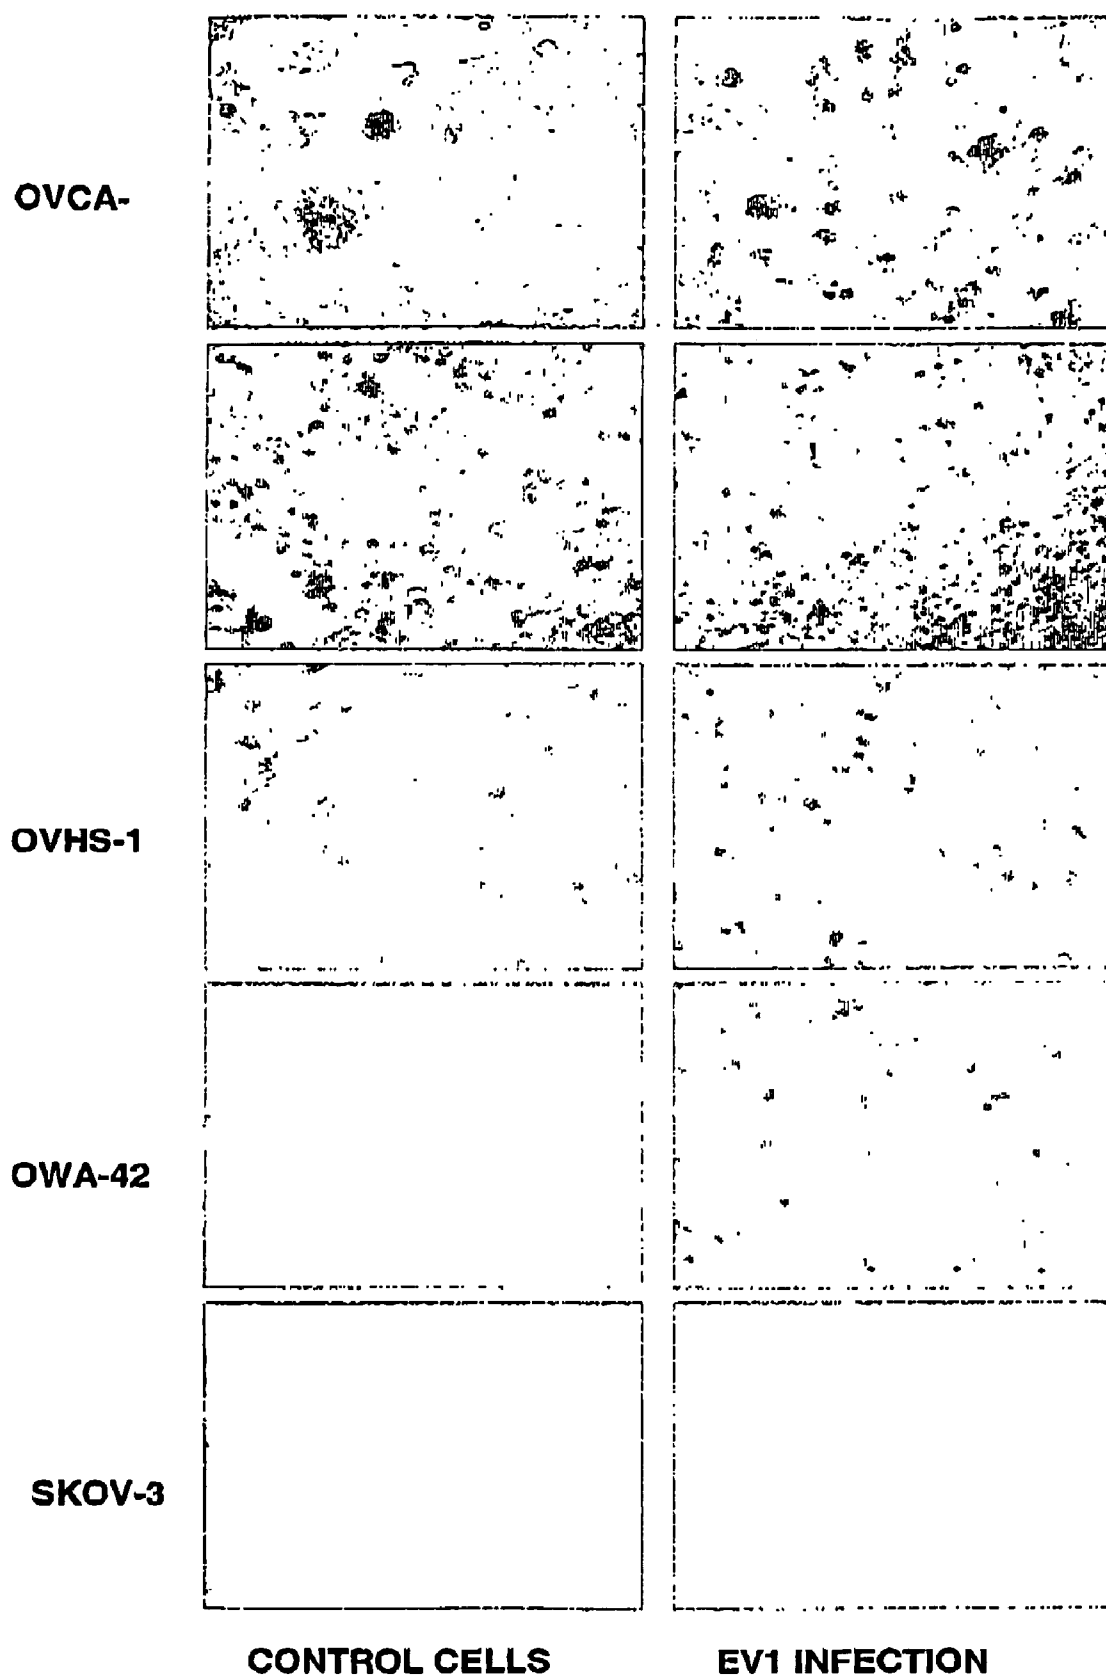 OVCA-
OVHS-1
OWA-42
SKOV-3
CONTROL CELLS
EV1 INFECTION